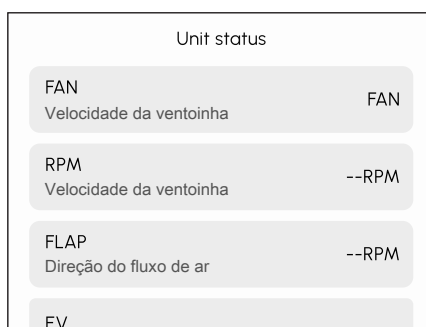 Unit status
FAN
Velocidade da ventoinha
FAN
RPM
Velocidade da ventoinha
--RPM
FLAP
Direção do fluxo de ar
--RPM
EV